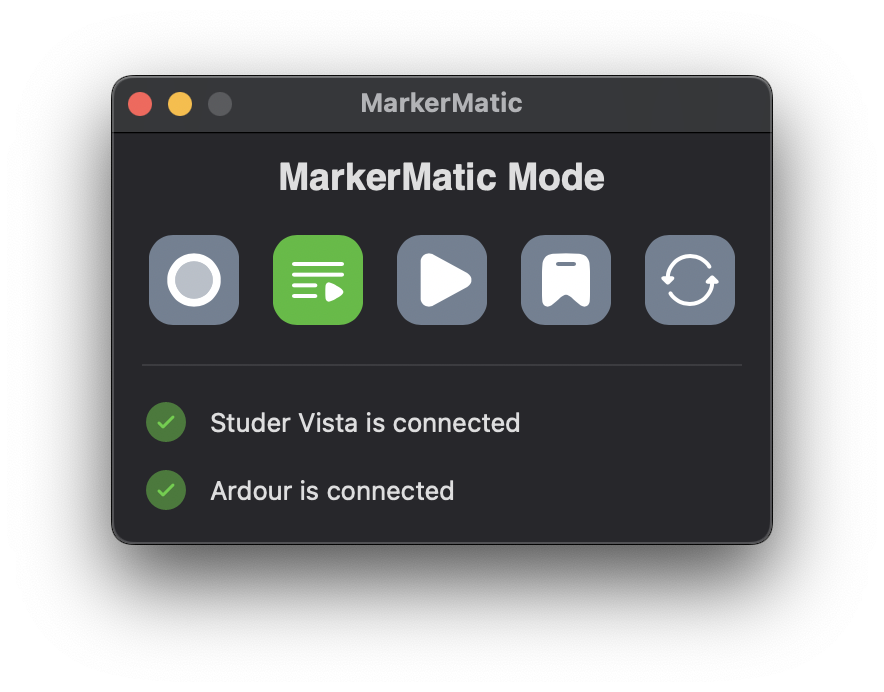 MarkerMatic
MarkerMatic Mode
Studer Vista is connected
Ardour is connected